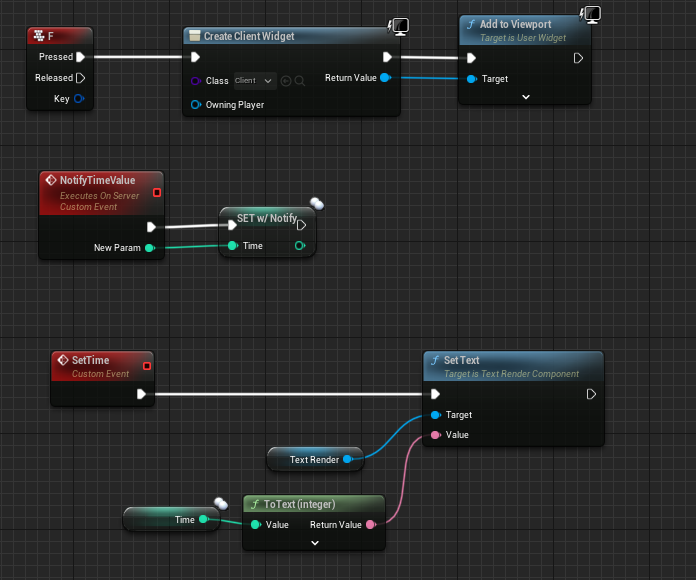 F
Pressed
Released
Key
Create Client Widget
Class Client
Return Value
Owning Player
Add to Viewport
Target is User Widget
Target
NotifyTimeValue
Executes On Server
Custom Event
New Param
SET w/ Notify
Time
SetTime
Custom Event
Set Text
Target is Text Render Component
Target
Value
Text Render
Time
ToText (integer)
Value
Return Value